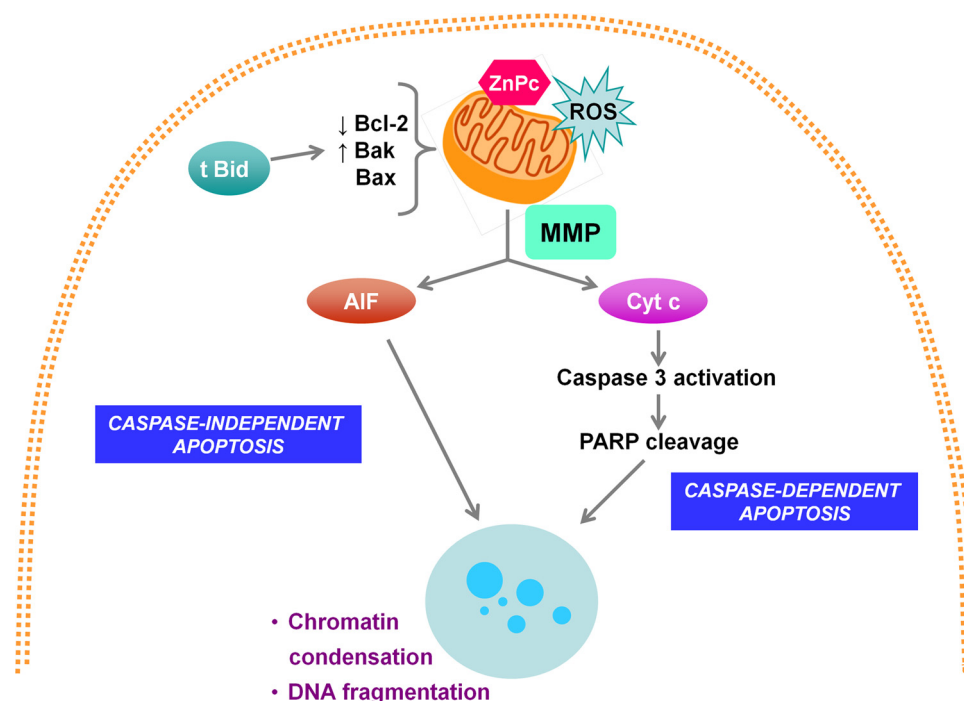 ZnPc
ROS
↓ Bcl-2
↑ Bak
Bax
t Bid
MMP
AIF
Cyt c
Caspase 3 activation
PARP cleavage
CASPASE-INDEPENDENT
APOPTOSIS
CASPASE-DEPENDENT
APOPTOSIS
• Chromatin
condensation
• DNA fragmentation